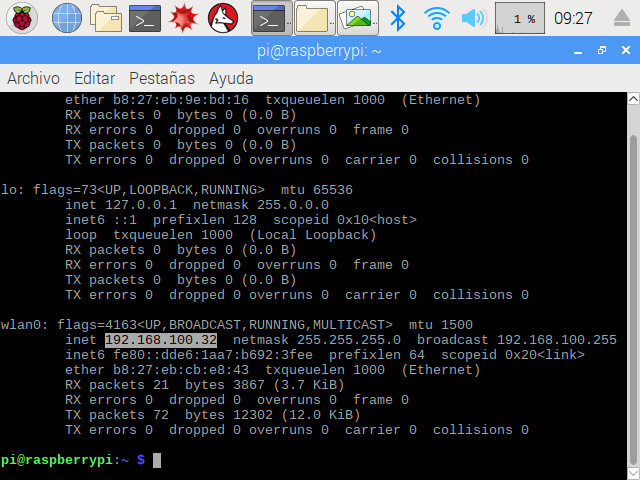 1 %
09:27
pi@raspberrypi: ~
Archivo Editar Pestañas Ayuda
ether b8:27:eb:9e:bd:16 txqueuelen 1000 (Ethernet)
RX packets 0 bytes 0 (0.0 B)
RX errors 0 dropped 0 overruns 0 frame 0
TX packets 0 bytes 0 (0.0 B)
TX errors 0 dropped 0 overruns 0 carrier 0 collisions 0
lo: flags=73<UP,LOOPBACK,RUNNING> mtu 65536
inet 127.0.0.1 netmask 255.0.0.0
inet6 ::1 prefixlen 128 scopeid 0x10<host>
loop txqueuelen 1000 (Local Loopback)
RX packets 0 bytes 0 (0.0 B)
RX errors 0 dropped 0 overruns 0 frame 0
TX packets 0 bytes 0 (0.0 B)
TX errors 0 dropped 0 overruns 0 carrier 0 collisions 0
wlan0: flags=4163<UP,BROADCAST,RUNNING,MULTICAST> mtu 1500
inet 192.168.100.32 netmask 255.255.255.0 broadcast 192.168.100.255
inet6 fe80::dde6:1aa7:b692:3fee prefixlen 64 scopeid 0x20<link>
ether b8:27:eb:cb:e8:43 txqueuelen 1000 (Ethernet)
RX packets 21 bytes 3867 (3.7 KiB)
RX errors 0 dropped 0 overruns 0 frame 0
TX packets 72 bytes 12302 (12.0 KiB)
TX errors 0 dropped 0 overruns 0 carrier 0 collisions 0
pi@raspberrypi:~ $